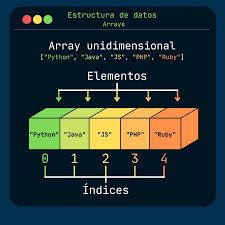 Estructura de datos
Arrays
Array unidimensional
["Python", "Java", "JS", "PHP", "Ruby"]
Elementos
"Python" "Java" "JS" "PHP" "Ruby"
0 1 2 3 4
Índices